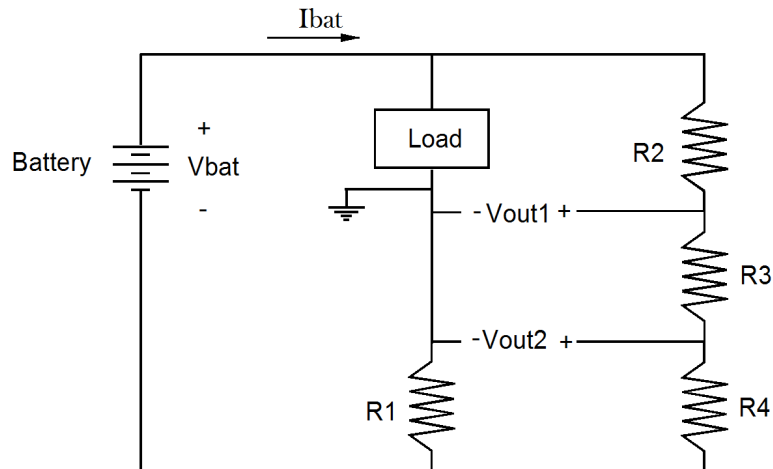 Ibat
Load
R2
Battery
+
Vbat
-
- Vout1 +
R3
-Vout2 +
R1
R4